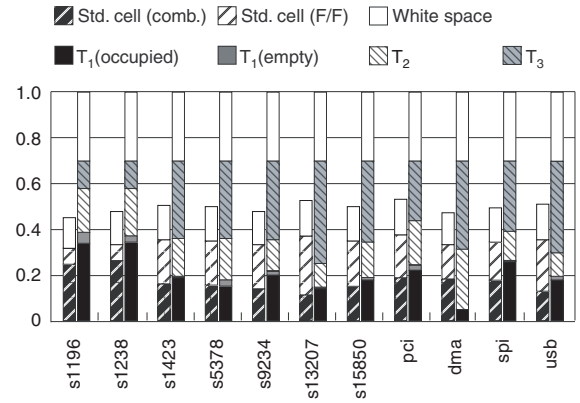 Std. cell (comb.) Std. cell (F/F) White space
T1(occupied) T1(empty) T2 T3
1.0
0.8
0.6
0.4
0.2
0
s1196 s1238 s1423 s5378 s9234 s13207 s15850 pci dma spi usb